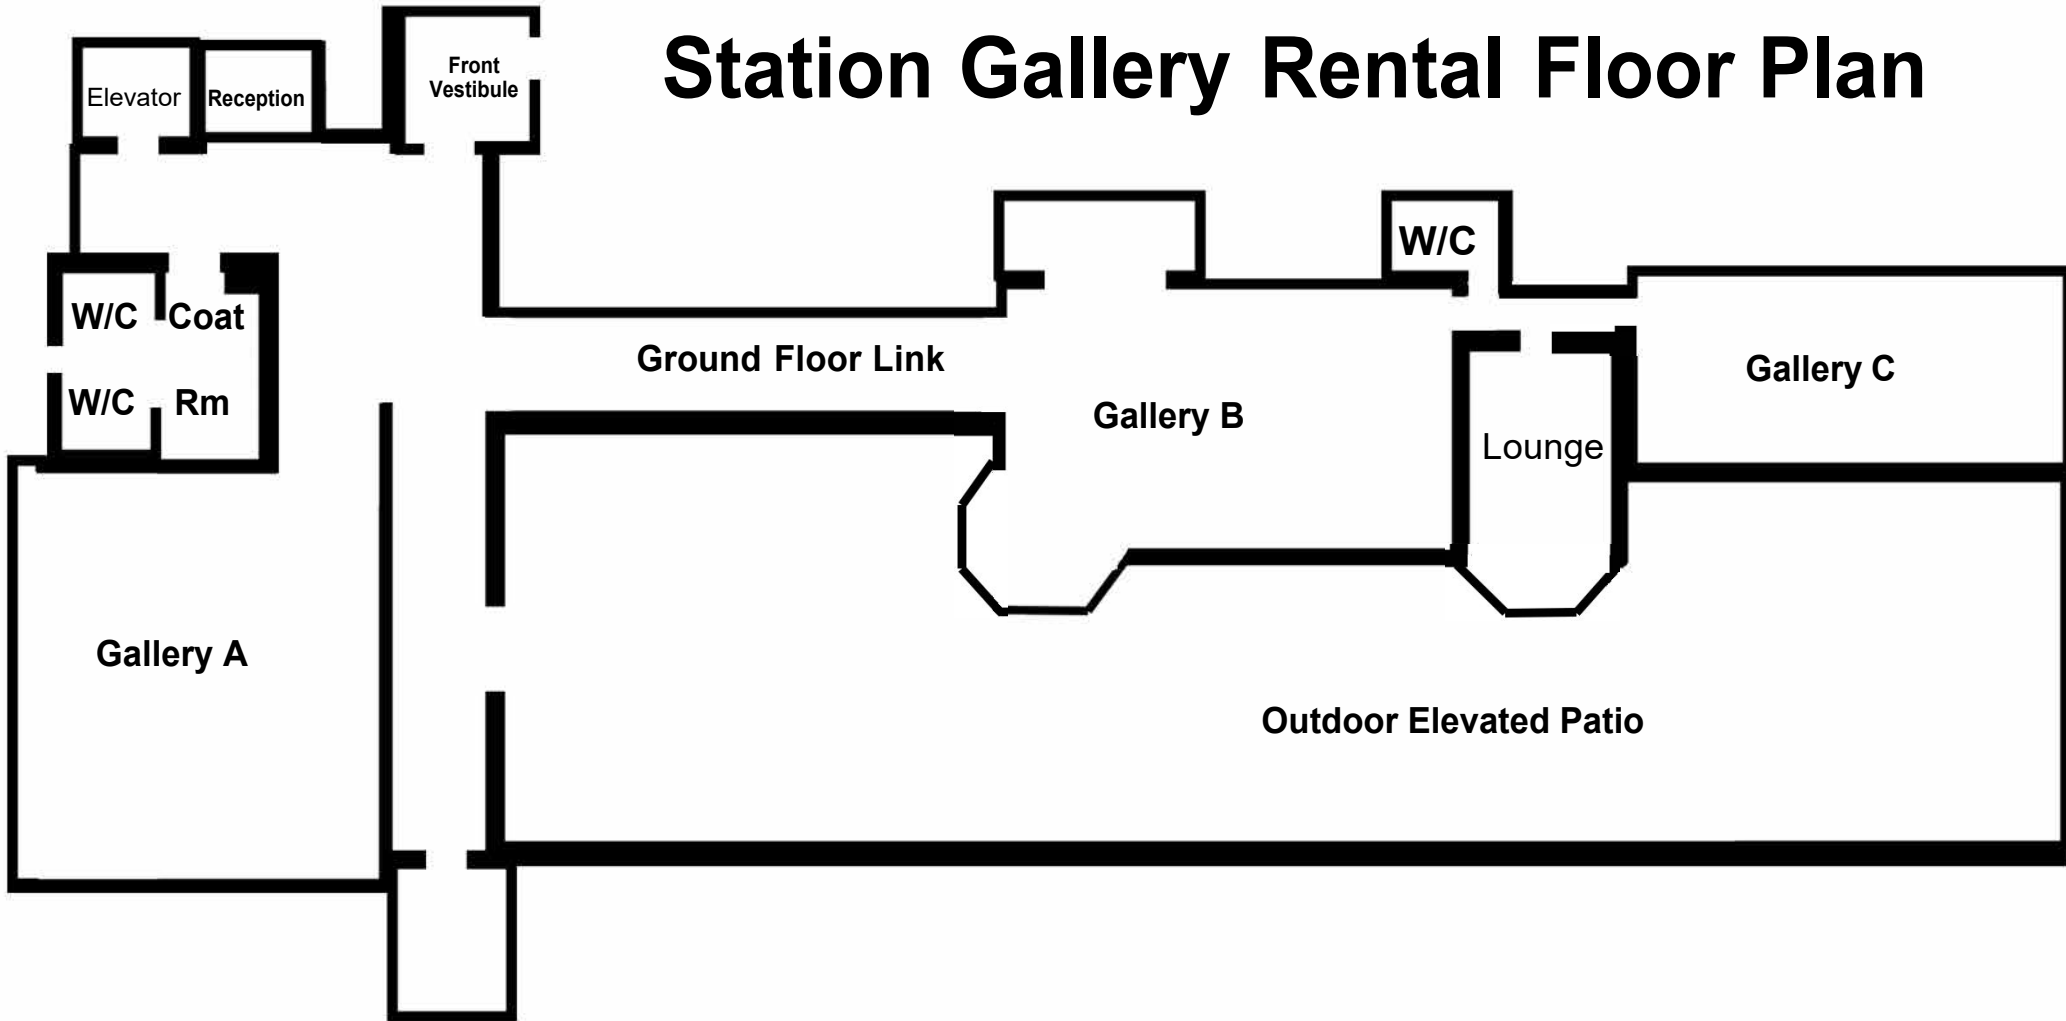 Station Gallery Rental Floor Plan
Front
Vestibule
Elevator
Reception
W/C
W/C
Coat
Ground Floor Link
Gallery C
W/C
Rm
Gallery B
Lounge
Gallery A
Outdoor Elevated Patio